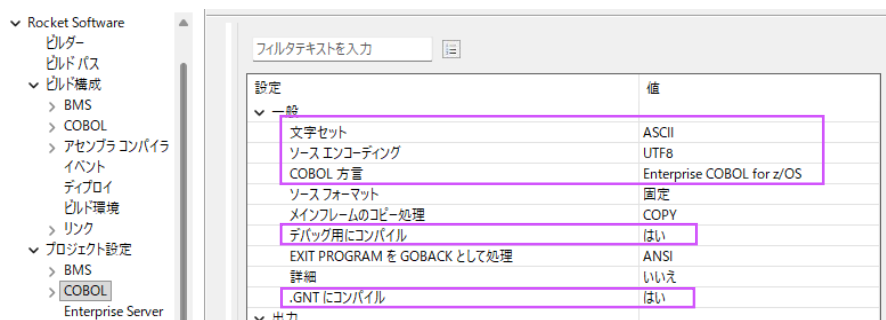 Rocket Software
ビルダー
ビルド パス
ビルド構成
BMS
COBOL
アセンブラ コンパイラ
イベント
ディプロイ
ビルド環境
リンク
プロジェクト設定
BMS
COBOL
Enterprise Server
フィルタテキストを入力
設定 値
一般
文字セット ASCII
ソース エンコーディング UTF8
COBOL 方言 Enterprise COBOL for z/OS
ソース フォーマット 固定
メインフレームのコピー処理 COPY
デバッグ用にコンパイル はい
EXIT PROGRAM を GOBACK として処理 ANSI
詳細 いいえ
.GNT にコンパイル はい
出力